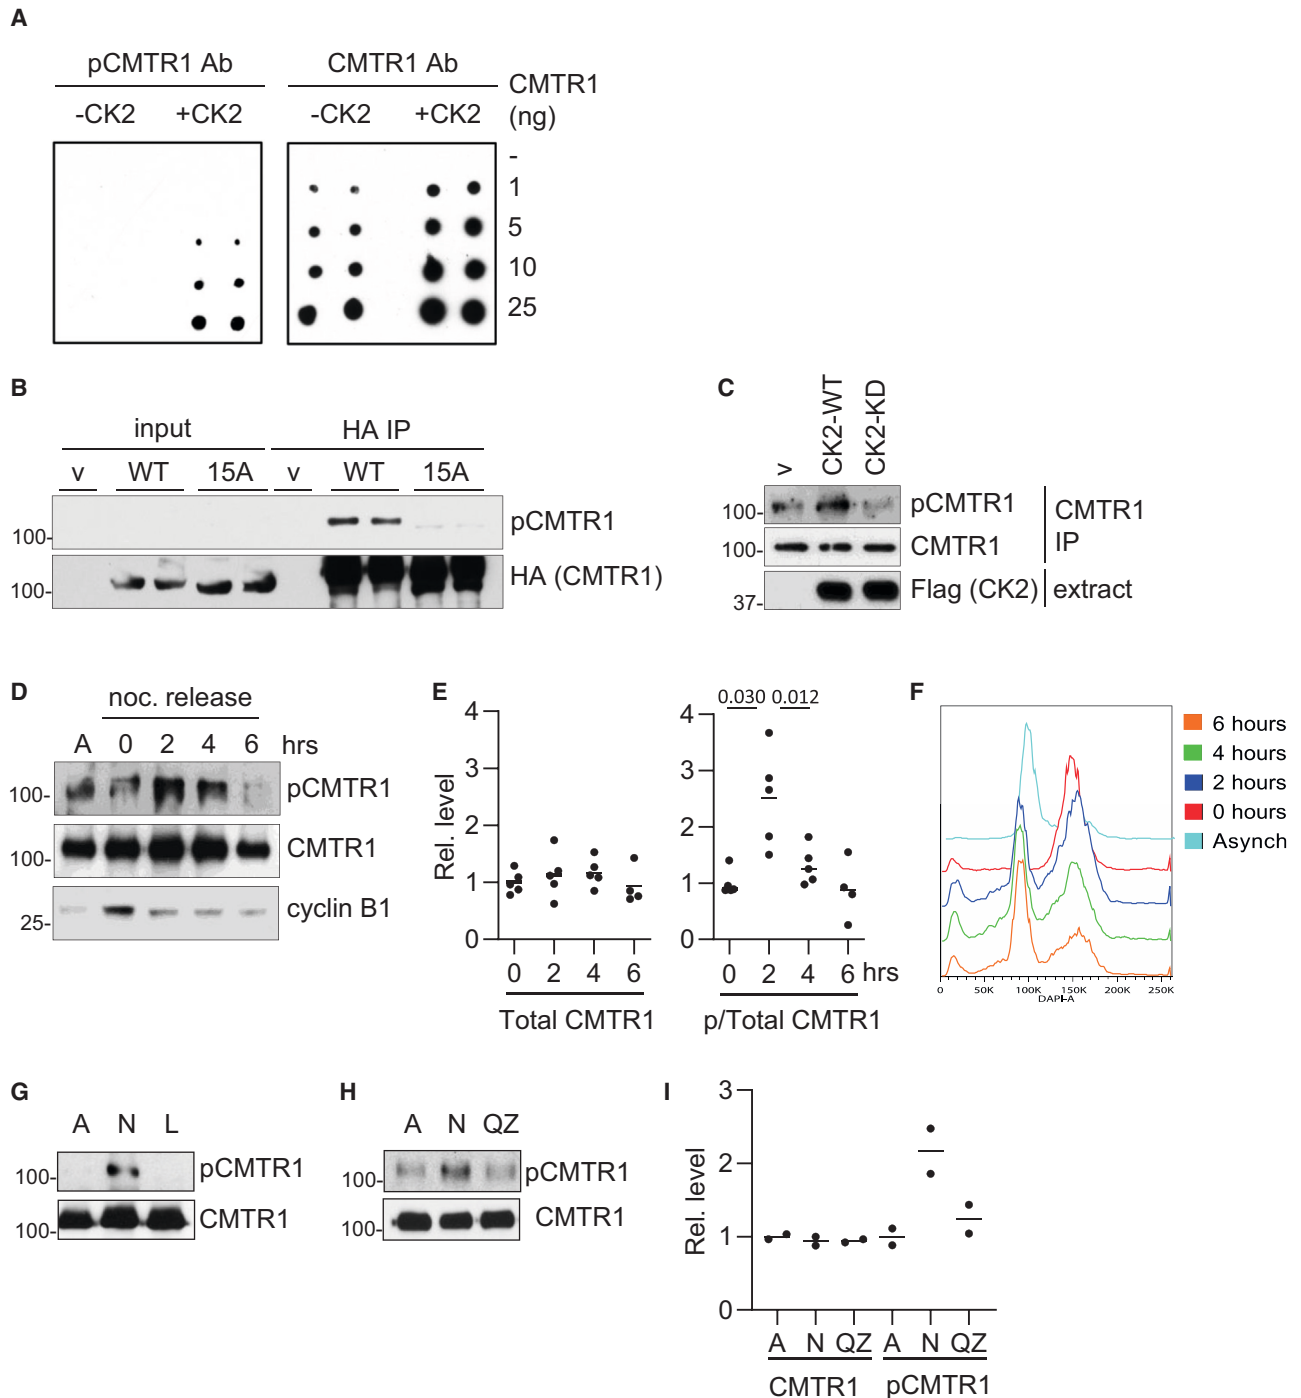 A
pCMTR1 Ab
CMTR1 Ab
CMTR1
(ng)
-CK2 +CK2
-CK2 +CK2
-
1
5
10
25
B
input
HA IP
v WT 15A v WT 15A
100-
pCMTR1
100-
HA (CMTR1)
C
v CK2-WT CK2-KD
100-
pCMTR1
100-
CMTR1
CMTR1
IP
37-
Flag (CK2)
extract
D
noc. release
A 0 2 4 6 hrs
100-
pCMTR1
100-
CMTR1
25-
cyclin B1
E
Rel. level
4
3
2
1
0
0 2 4 6
Total CMTR1
0.030 0.012
4
3
2
1
0
0 2 4 6 hrs
p/Total CMTR1
F
6 hours
4 hours
2 hours
0 hours
Asynch
0 50K 100K 150K 200K 250K
DAPI-A
G
A N L
100-
pCMTR1
100-
CMTR1
H
A N QZ
100-
pCMTR1
100-
CMTR1
I
Rel. level
3
2
1
0
A N QZ A N QZ
CMTR1 pCMTR1